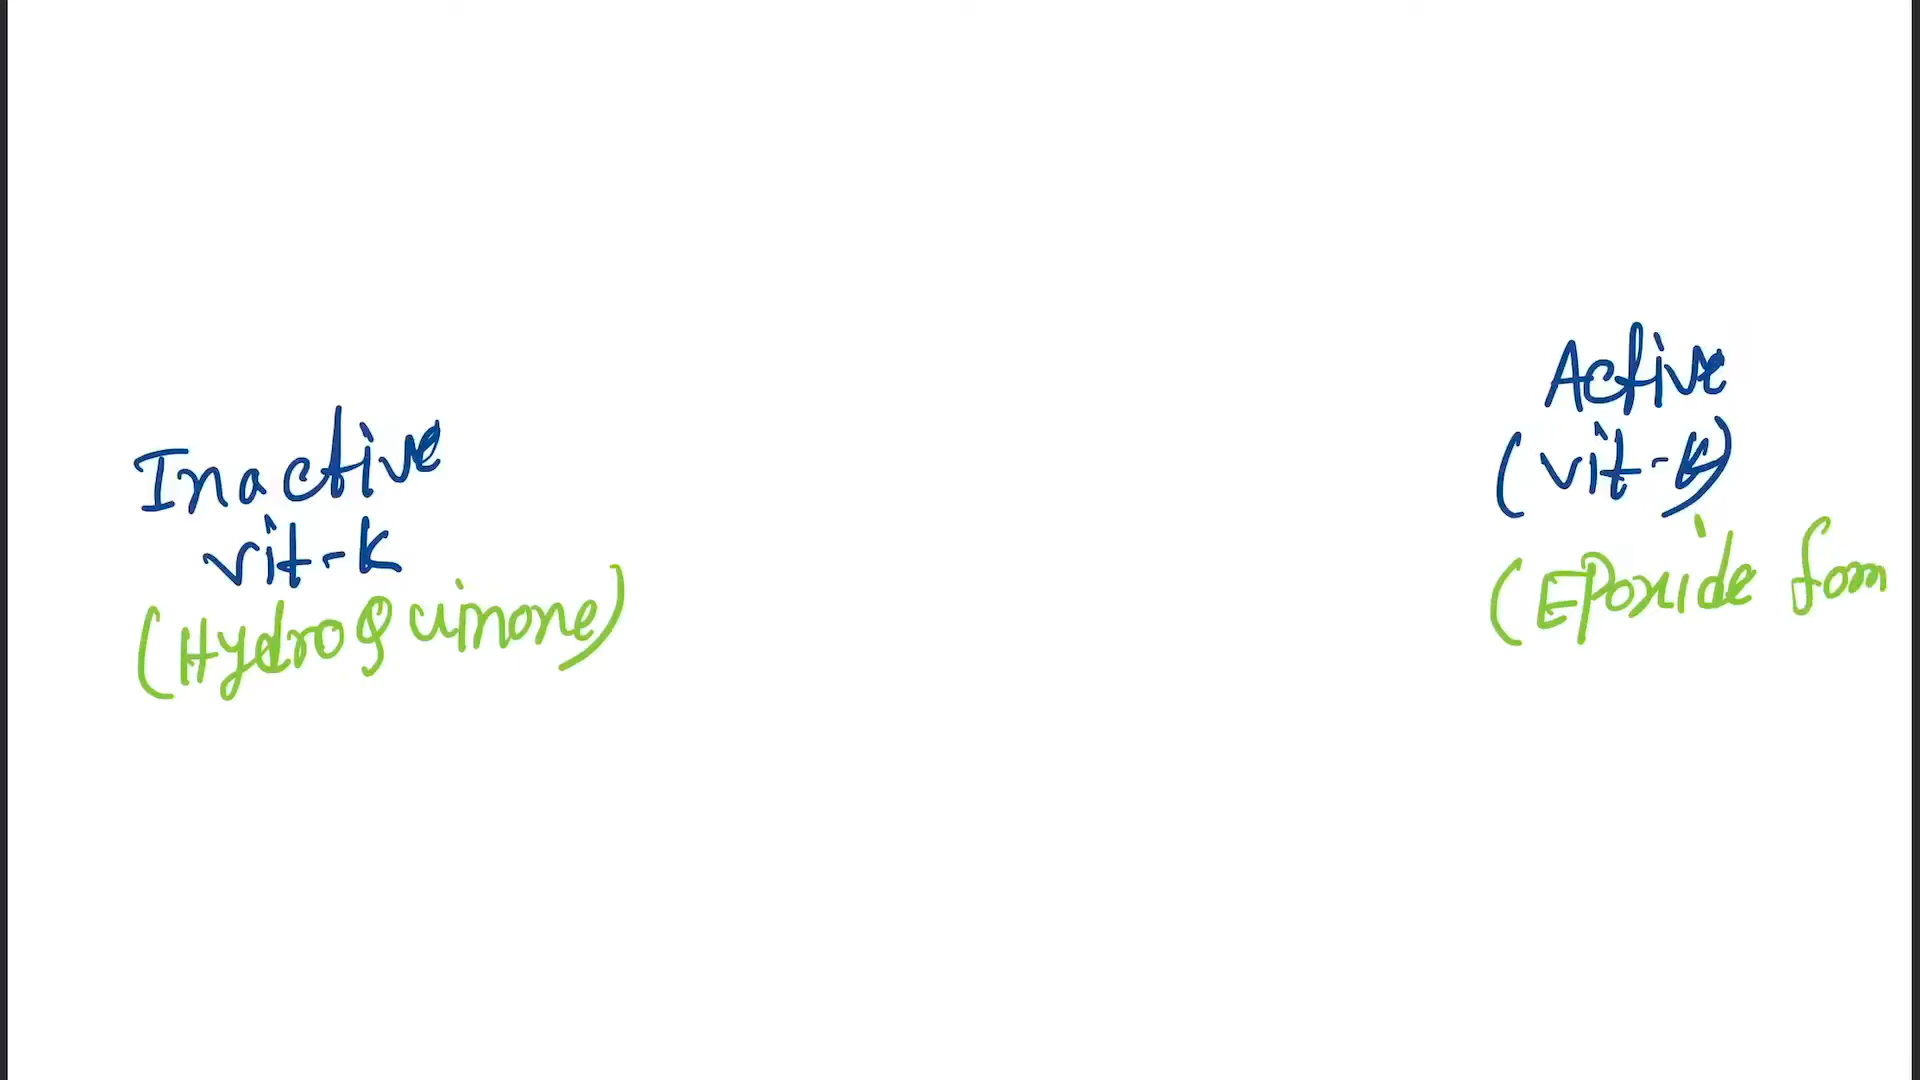 Inactive
vit-k
(HydroQuinone)
Active
(vit-k)
(EPoxide form